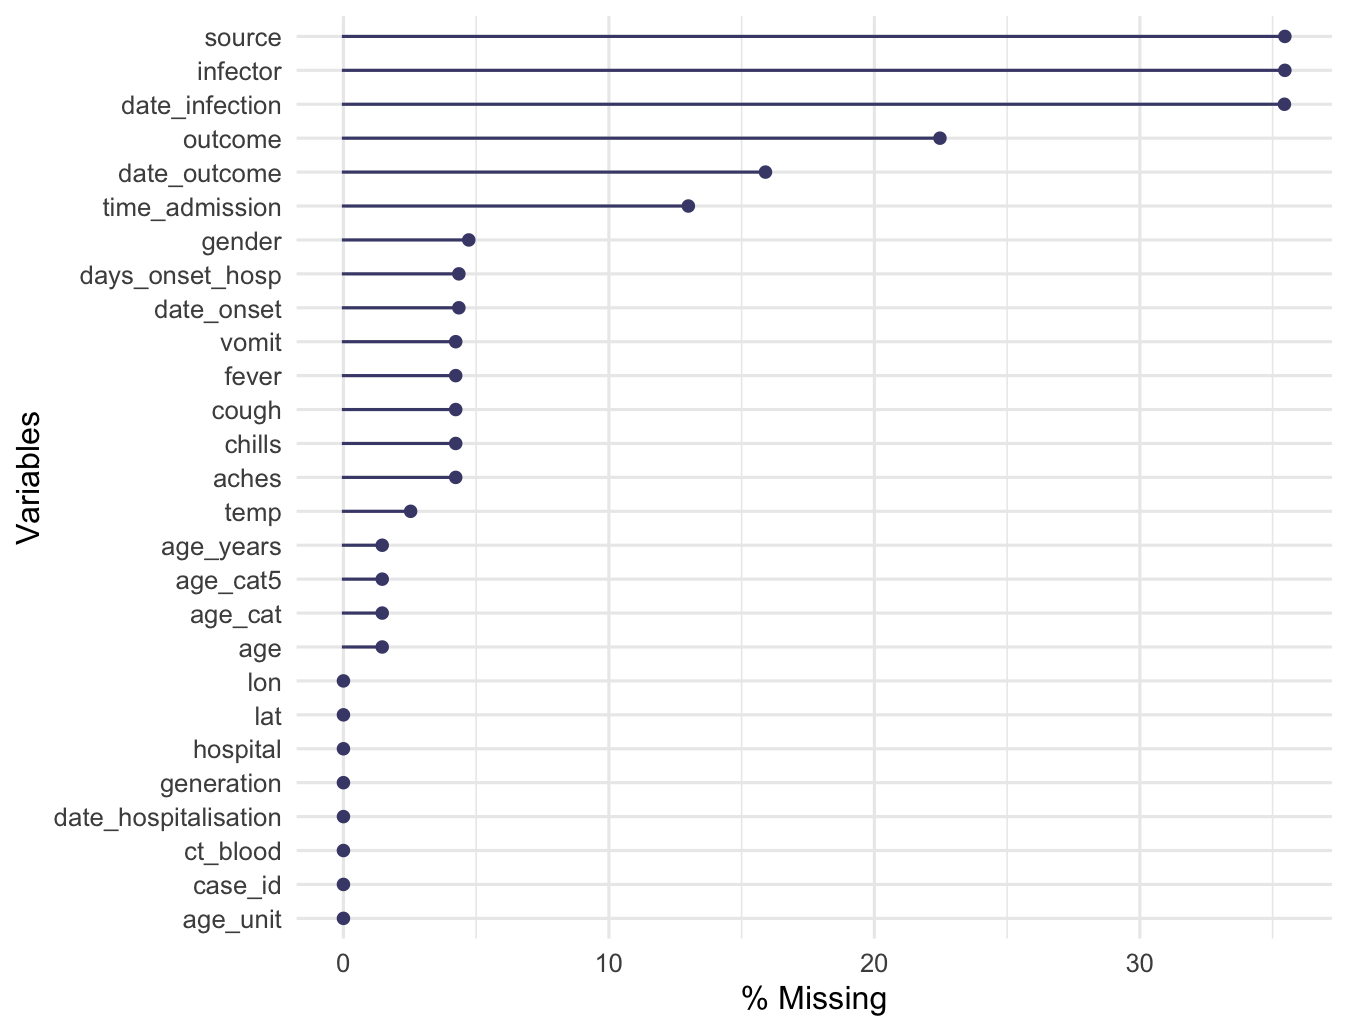 source
infector
date_infection
outcome
date_outcome
time_admission
gender
days_onset_hosp
date_onset
vomit
fever
cough
chills
aches
temp
age_years
age_cat5
age_cat
age
lon
lat
hospital
generation
date_hospitalisation
ct_blood
case_id
age_unit
Variables
0 10 20 30
% Missing